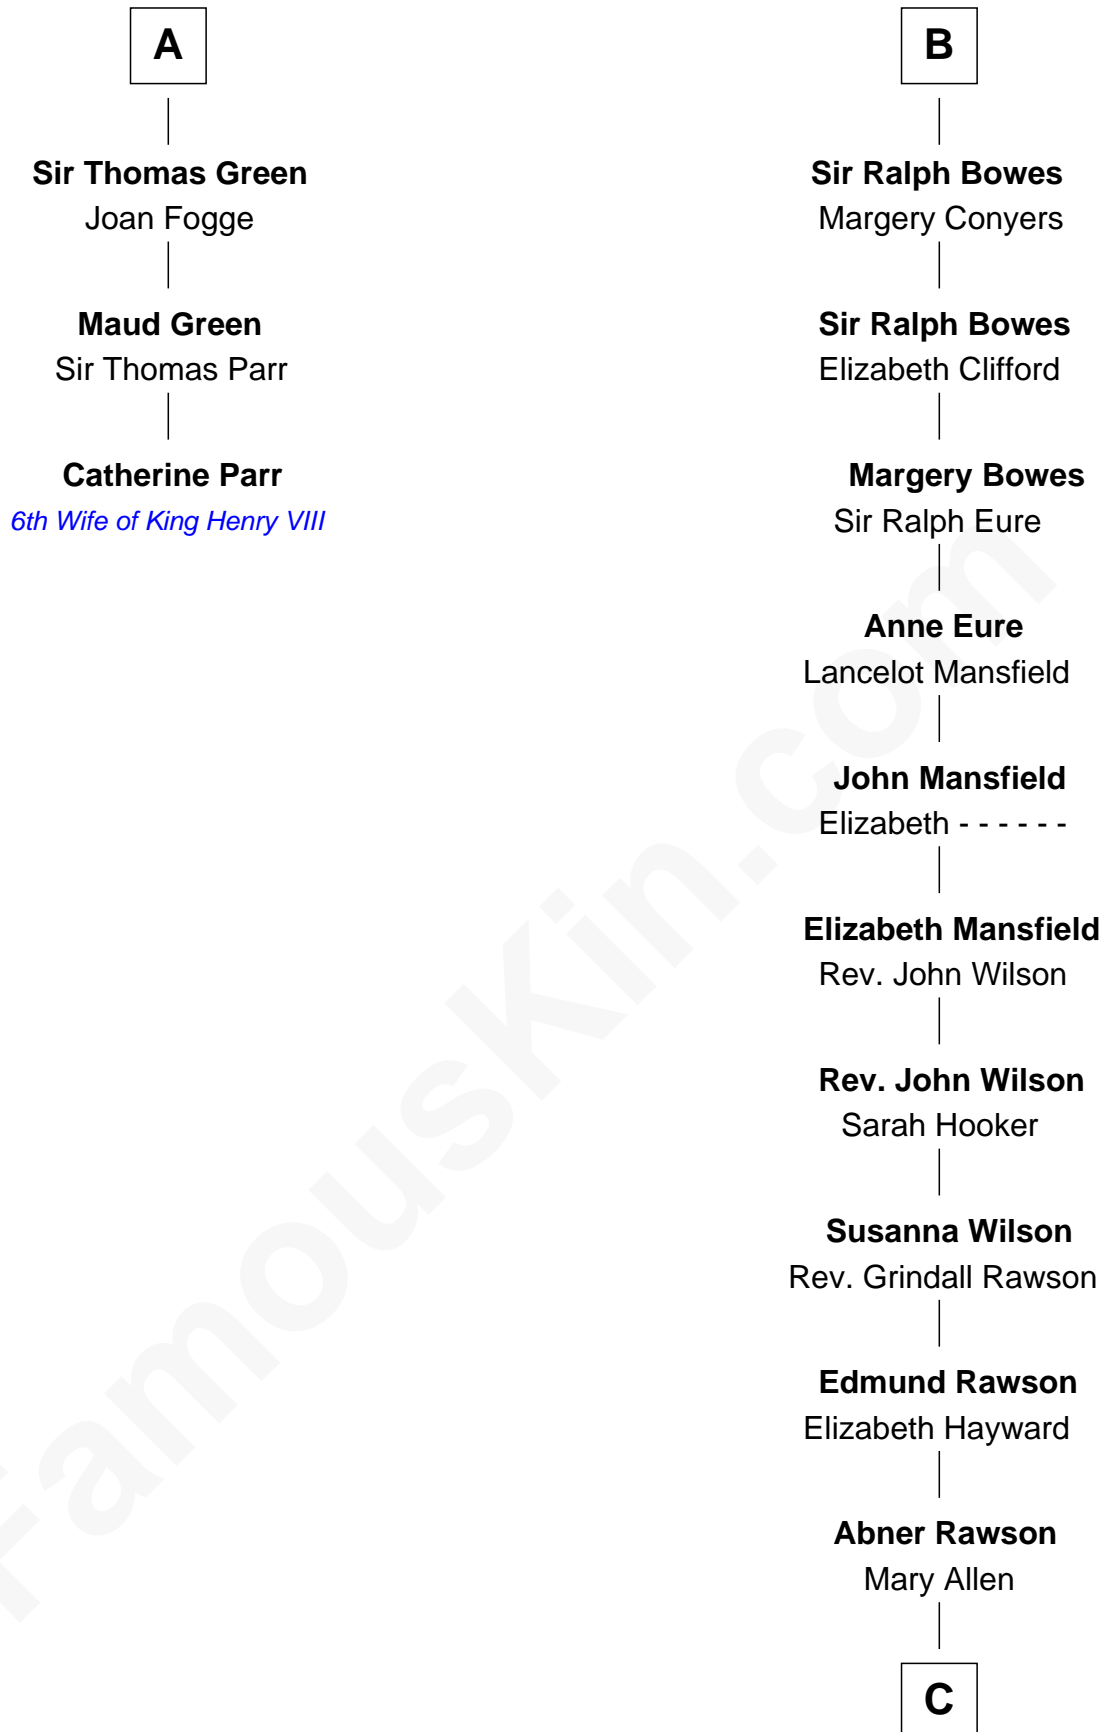 A
Sir Thomas Green
Joan Fogge
Maud Green
Sir Thomas Parr
Catherine Parr
6th Wife of King Henry VIII
B
Sir Ralph Bowes
Margery Conyers
Sir Ralph Bowes
Elizabeth Clifford
Margery Bowes
Sir Ralph Eure
Anne Eure
Lancelot Mansfield
John Mansfield
Elizabeth - - - - - -
Elizabeth Mansfield
Rev. John Wilson
Rev. John Wilson
Sarah Hooker
Susanna Wilson
Rev. Grindall Rawson
Edmund Rawson
Elizabeth Hayward
Abner Rawson
Mary Allen
C
FamousKin.com